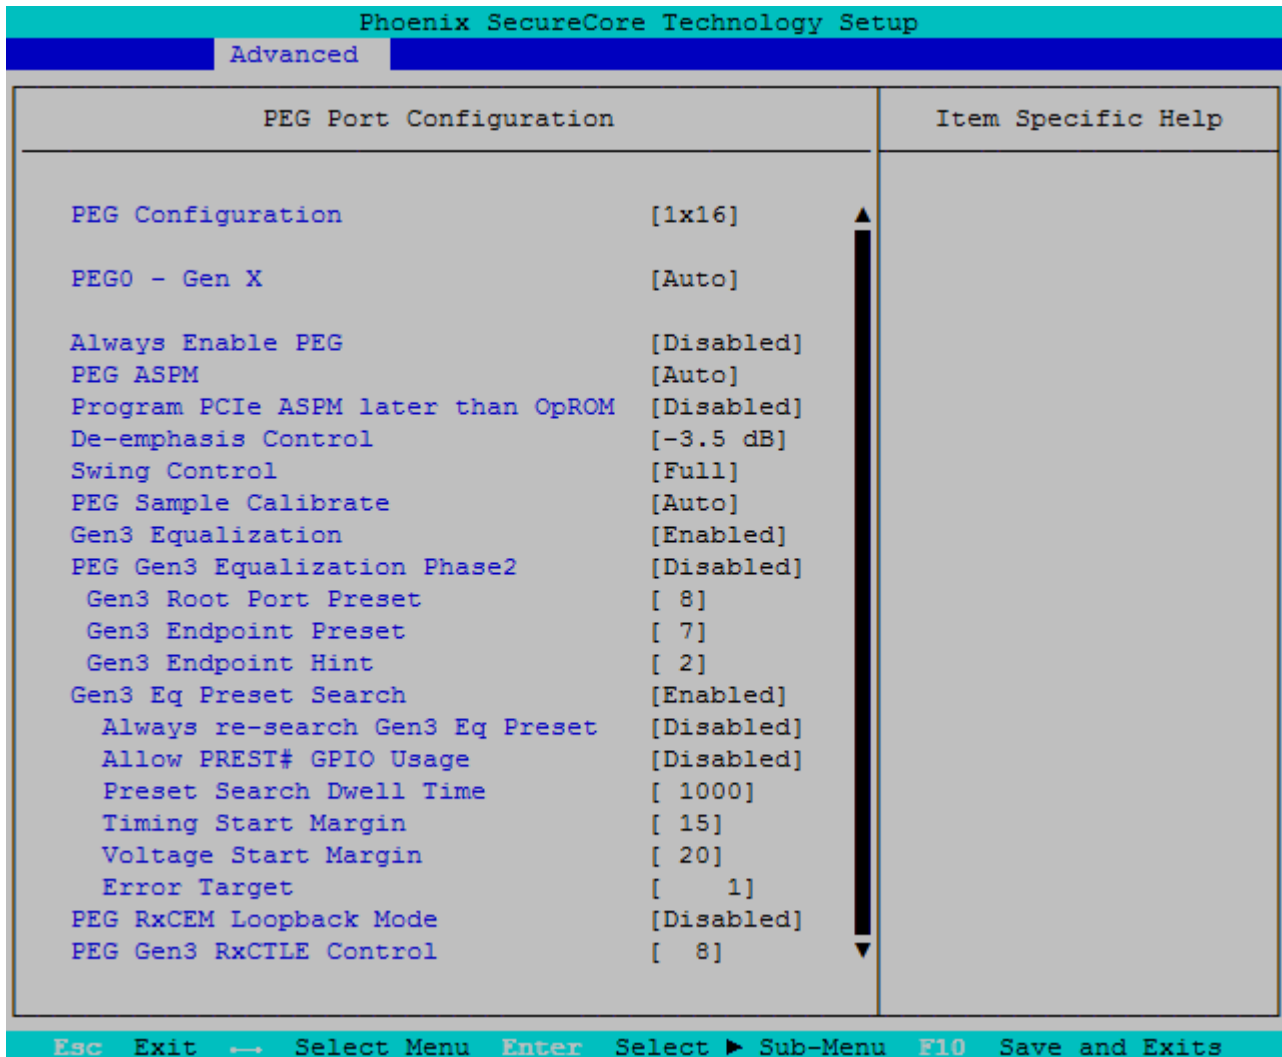 Phoenix SecureCore Technology Setup
Advanced
PEG Port Configuration
Item Specific Help
PEG Configuration [1x16]
PEG0 - Gen X [Auto]
Always Enable PEG [Disabled]
PEG ASPM [Auto]
Program PCIe ASPM later than OpROM [Disabled]
De-emphasis Control [-3.5 dB]
Swing Control [Full]
PEG Sample Calibrate [Auto]
Gen3 Equalization [Enabled]
PEG Gen3 Equalization Phase2 [Disabled]
Gen3 Root Port Preset [ 8]
Gen3 Endpoint Preset [ 7]
Gen3 Endpoint Hint [ 2]
Gen3 Eq Preset Search [Enabled]
Always re-search Gen3 Eq Preset [Disabled]
Allow PREST# GPIO Usage [Disabled]
Preset Search Dwell Time [ 1000]
Timing Start Margin [ 15]
Voltage Start Margin [ 20]
Error Target [    1]
PEG RxCEM Loopback Mode [Disabled]
PEG Gen3 RxCTLE Control [  8]
Esc Exit ←→ Select Menu Enter Select ► Sub-Menu F10 Save and Exits